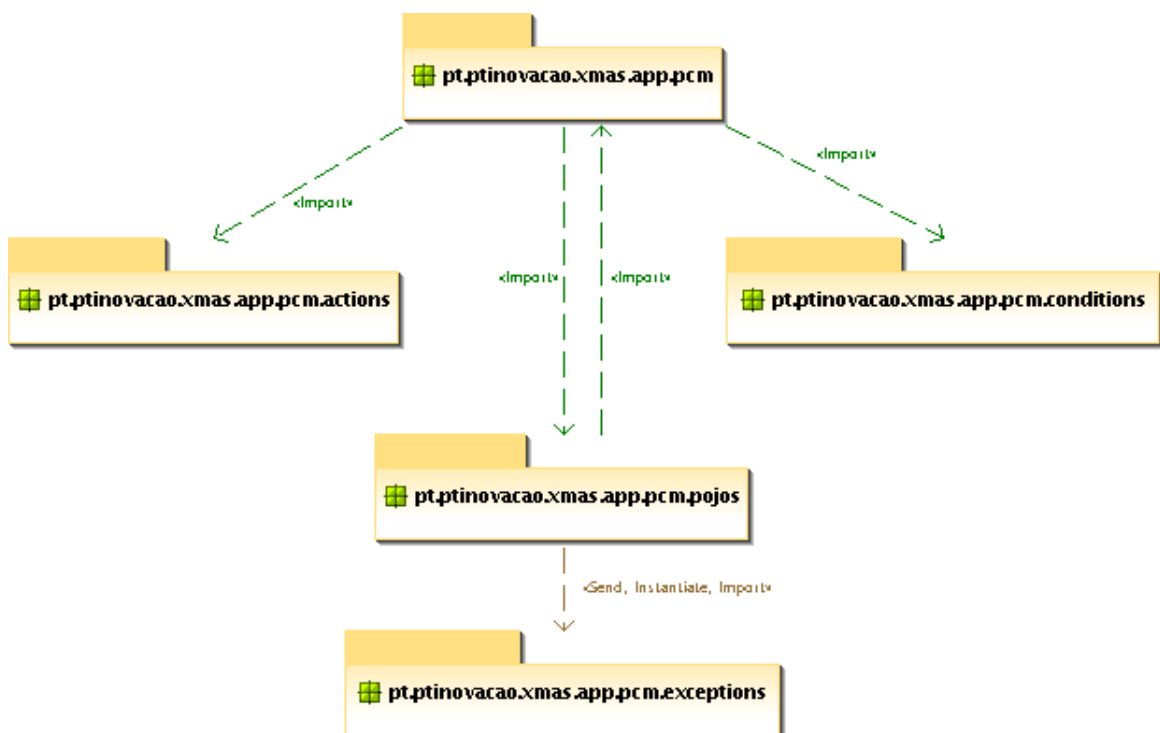 pt.ptinovacao.xmas.app.pcm
«Import»
«Import»
pt.ptinovacao.xmas.app.pcm.actions
«Import»
«Import»
pt.ptinovacao.xmas.app.pcm.conditions
pt.ptinovacao.xmas.app.pcm.pojos
«Send, Instantiate, Import»
pt.ptinovacao.xmas.app.pcm.exceptions